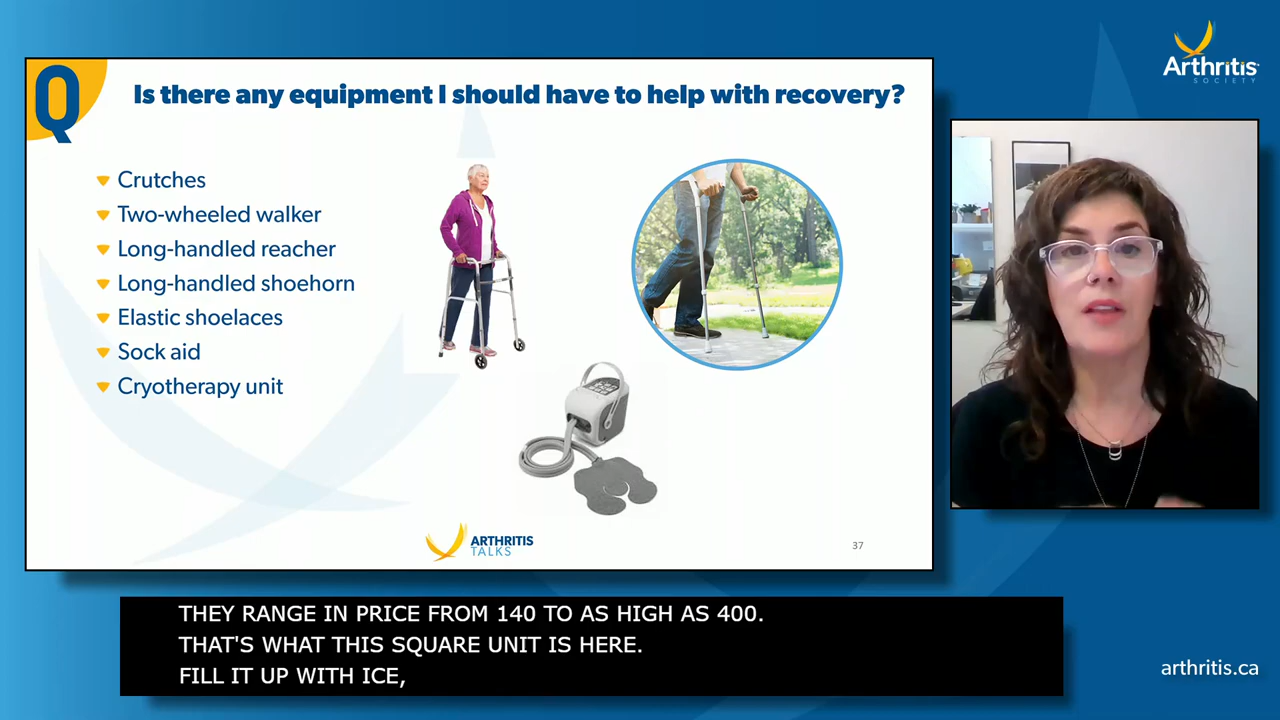 Q
Is there any equipment I should have to help with recovery?
Crutches
Two-wheeled walker
Long-handled reacher
Long-handled shoehorn
Elastic shoelaces
Sock aid
Cryotherapy unit
ARTHRITIS
TALKS
37
Arthritis
SOCIETY
THEY RANGE IN PRICE FROM 140 TO AS HIGH AS 400.
THAT'S WHAT THIS SQUARE UNIT IS HERE.
FILL IT UP WITH ICE,
arthritis.ca